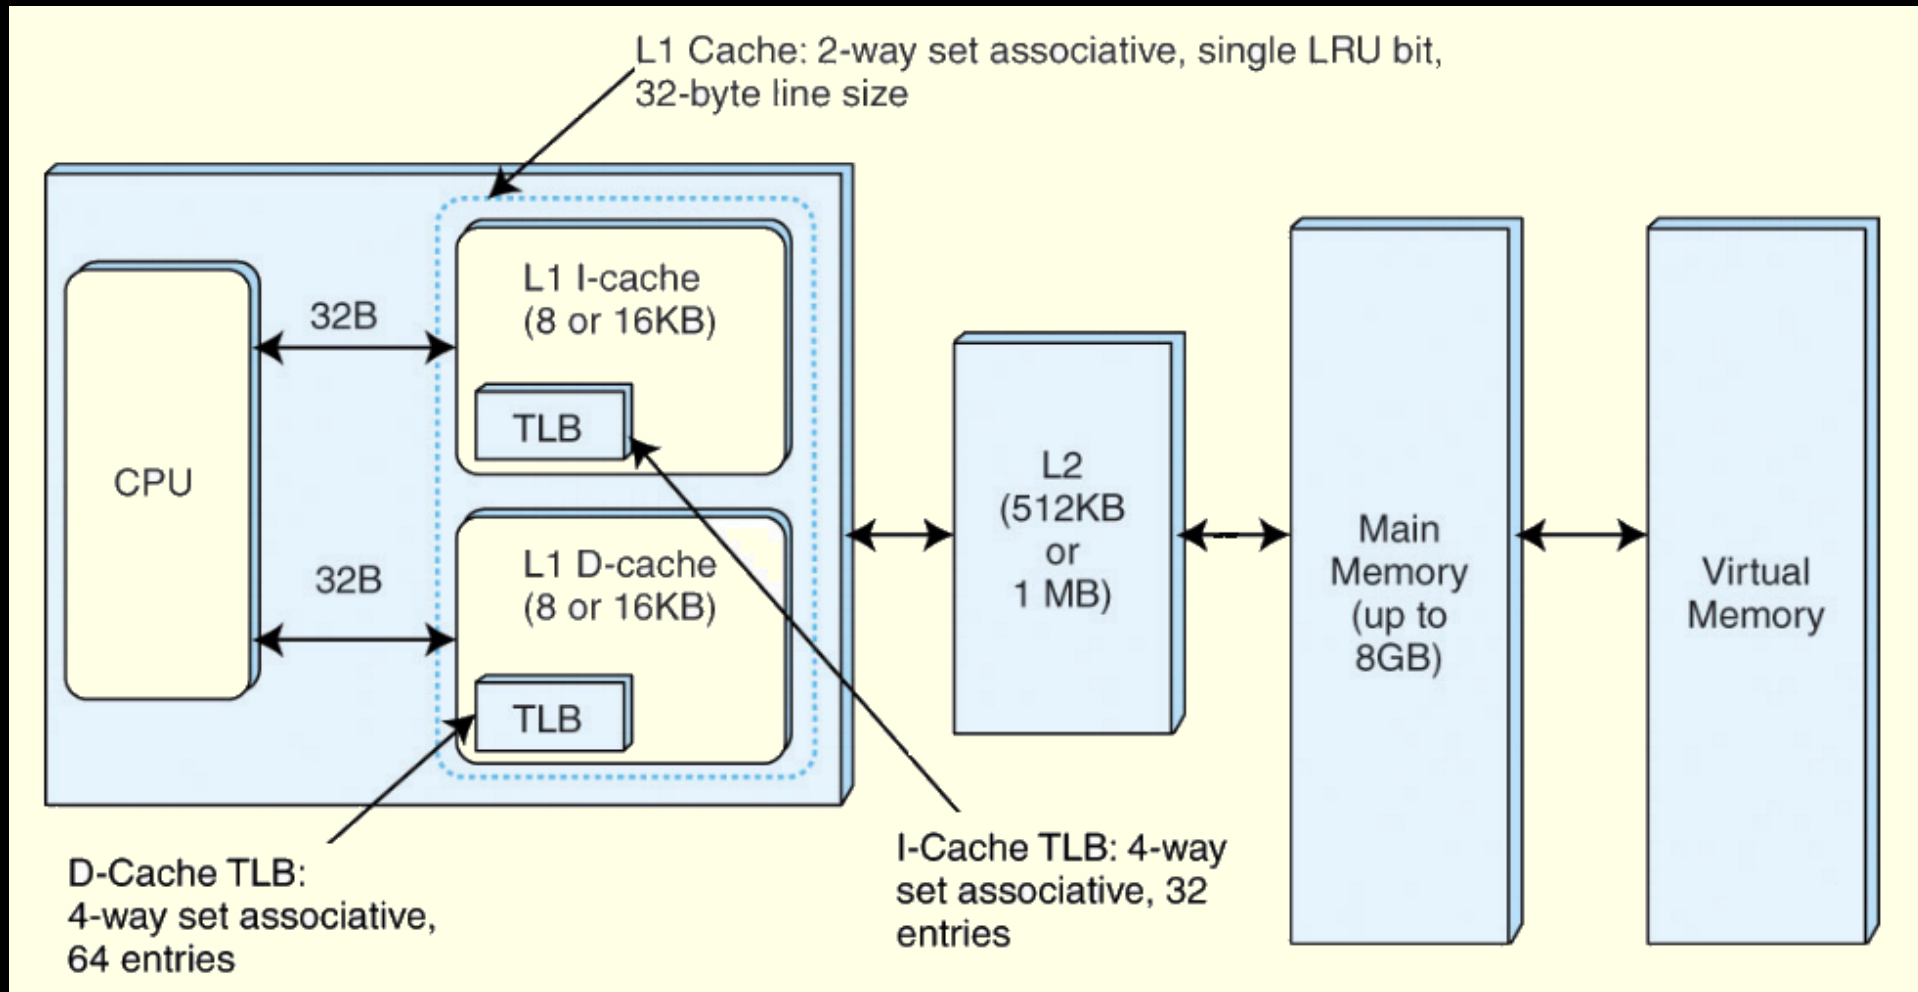 L1 Cache: 2-way set associative, single LRU bit,
32-byte line size
L1 I-cache
(8 or 16KB)
32B
TLB
CPU
L1 D-cache
(8 or 16KB)
32B
TLB
L2
(512KB
or
1 MB)
Main
Memory
(up to
8GB)
Virtual
Memory
D-Cache TLB:
4-way set associative,
64 entries
I-Cache TLB: 4-way
set associative, 32
entries